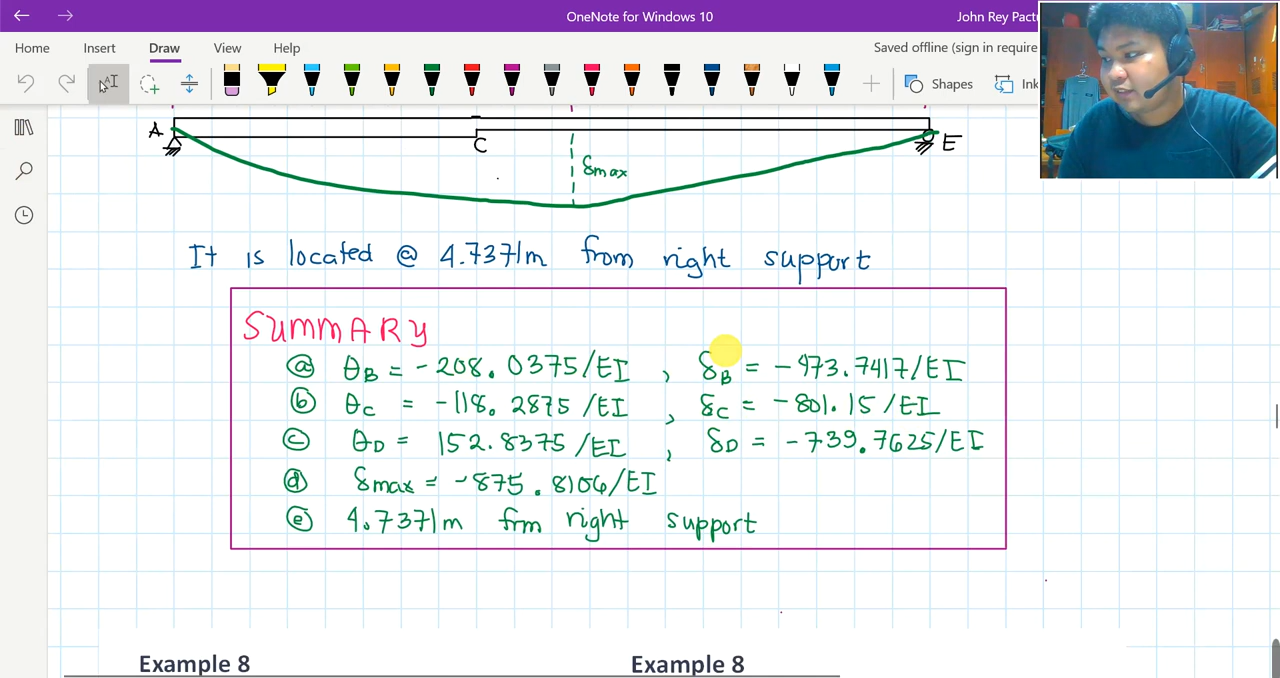 OneNote for Windows 10
John Rey Pactu
Home Insert Draw View Help
Saved offline (sign in require
Shapes Ink
A C E
δmax
It is located @ 4.7371m from right support
SUMMARY
(a) θB = -208.0375/EI , δB = -473.7417/EI
(b) θC = -118.2875/EI , δC = -801.15/EI
(c) θD = 152.8375/EI , δD = -739.7625/EI
(d) δmax = -875.8106/EI
(e) 4.7371m frm right support
Example 8 Example 8